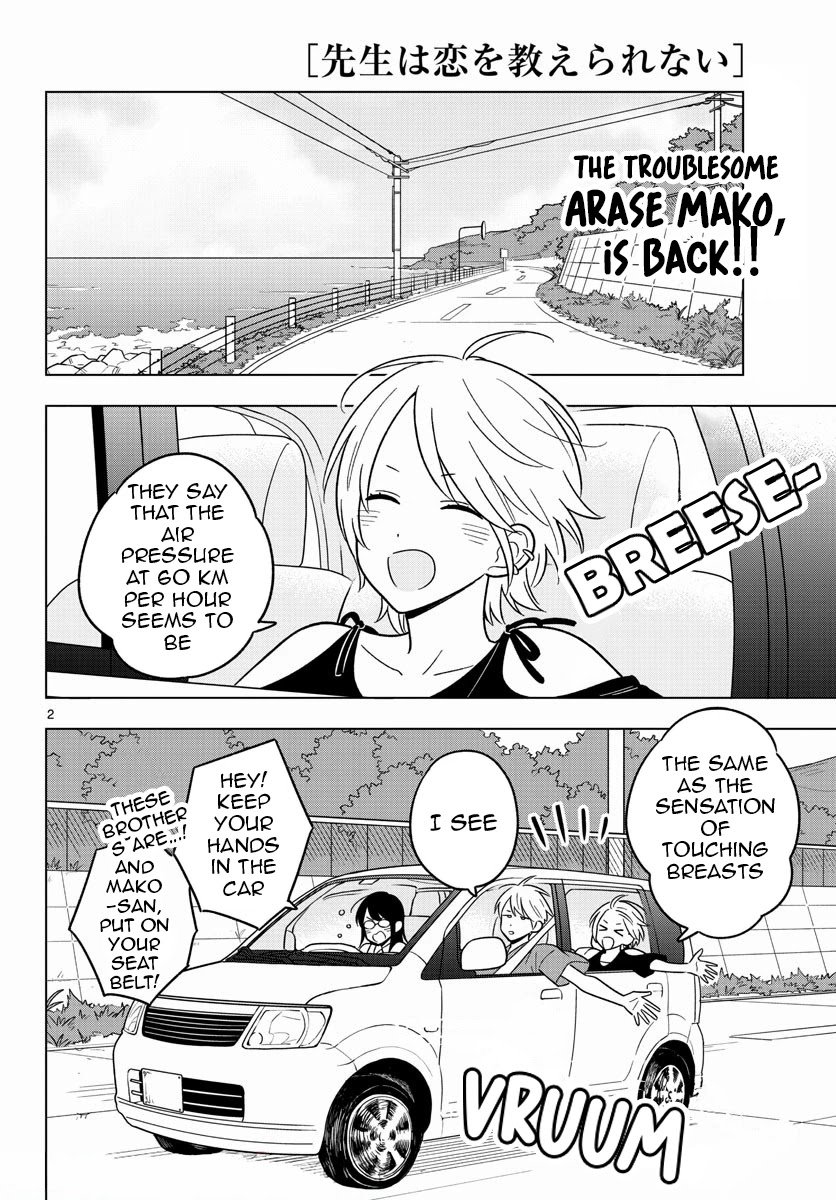 [先生は恋を教えられない]
THE TROUBLESOME
ARASE MAKO,
iS BACK!!
BREESE-
THEY SAY
THAT THE
AIR
PRESSURE
AT 60 KM
PER HOUR
SEEMS TO
BE
2
THE SAME
AS THE
SENSATION
OF
TOUCHING
BREASTS
I SEE
HEY!
KEEP
YOUR
HANDS
IN THE
CAR
THESE
BROTHER
S ARE...!
AND
MAKO
-SAN,
PUT ON
YOUR
SEAT
BELT!
VRUUM